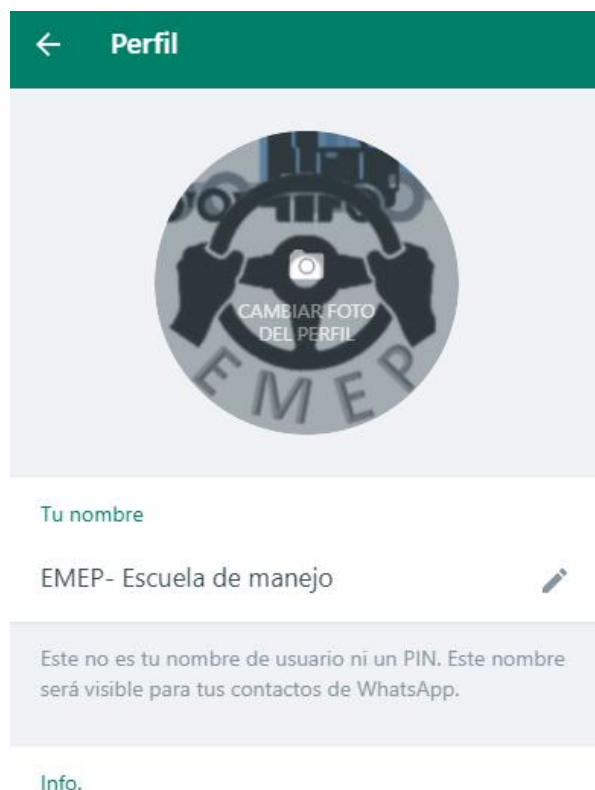 Perfil
CAMBIAR FOTO
DEL PERFIL
EMEP
Tu nombre
EMEP- Escuela de manejo
Este no es tu nombre de usuario ni un PIN. Este nombre
será visible para tus contactos de WhatsApp.
Info.